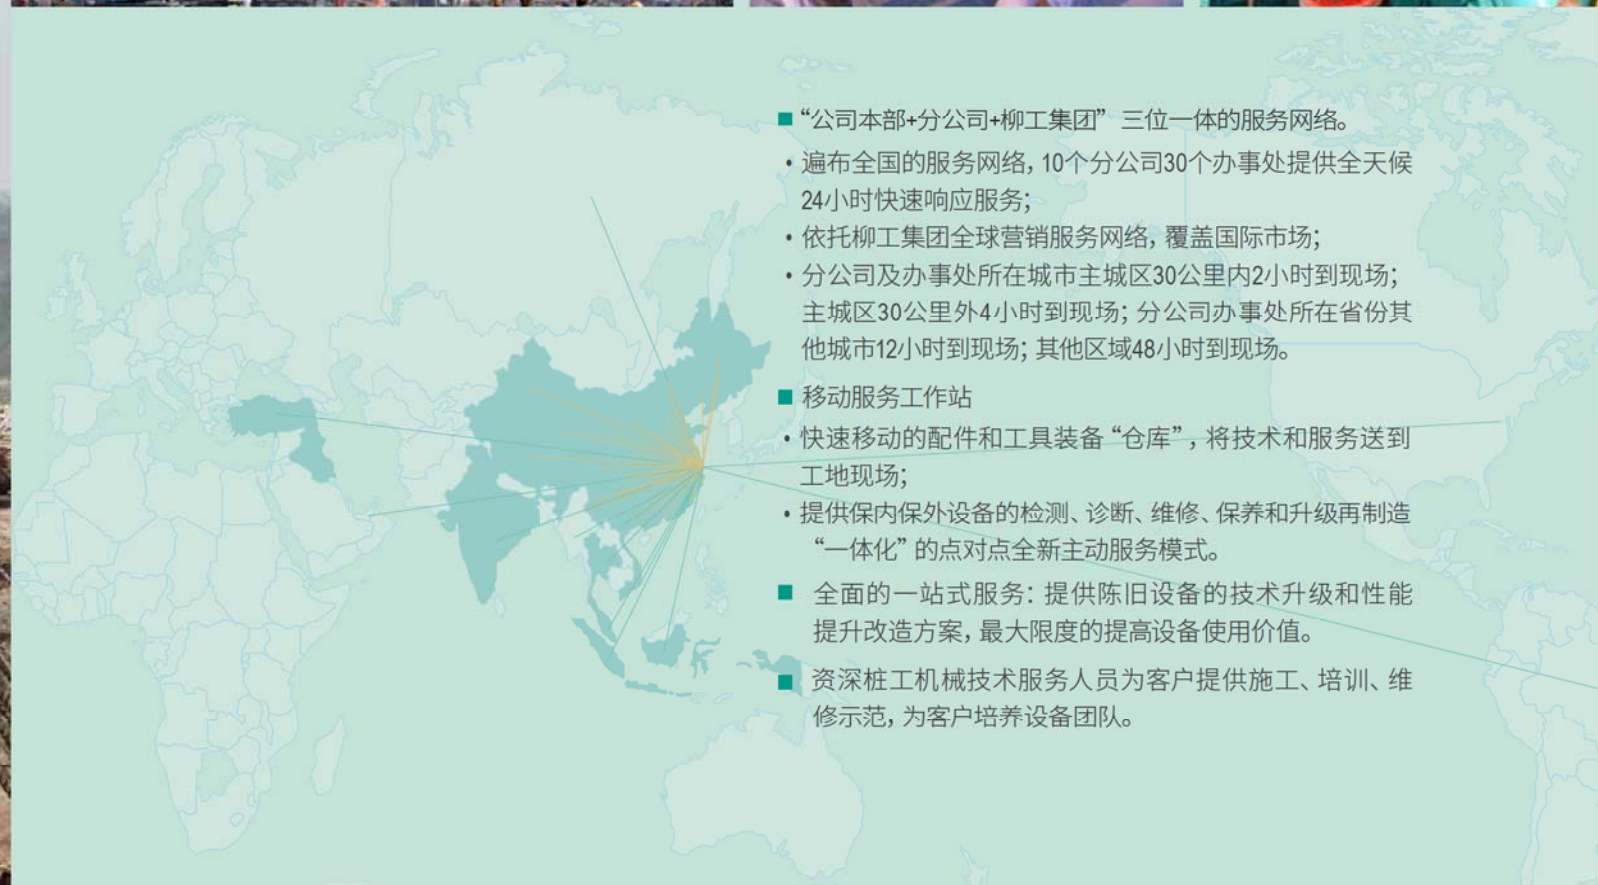 ■“公司本部+分公司+柳工集团”三位一体的服务网络。
•遍布全国的服务网络，10个分公司30个办事处提供全天候
24小时快速响应服务；
•依托柳工集团全球营销服务网络，覆盖国际市场；
•分公司及办事处所在城市主城区30公里内2小时到现场；
主城区30公里外4小时到现场；分公司办事处所在省份其
他城市12小时到现场；其他区域48小时到现场。
■移动服务工作站
•快速移动的配件和工具装备“仓库”，将技术和服务送到
工地现场；
•提供保内保外设备的检测、诊断、维修、保养和升级再制造
“一体化”的点对点全新主动服务模式。
■全面的一站式服务：提供陈旧设备的技术升级和性能
提升改造方案，最大限度的提高设备使用价值。
■资深桩工机械技术服务人员为客户提供施工、培训、维
修示范，为客户培养设备团队。